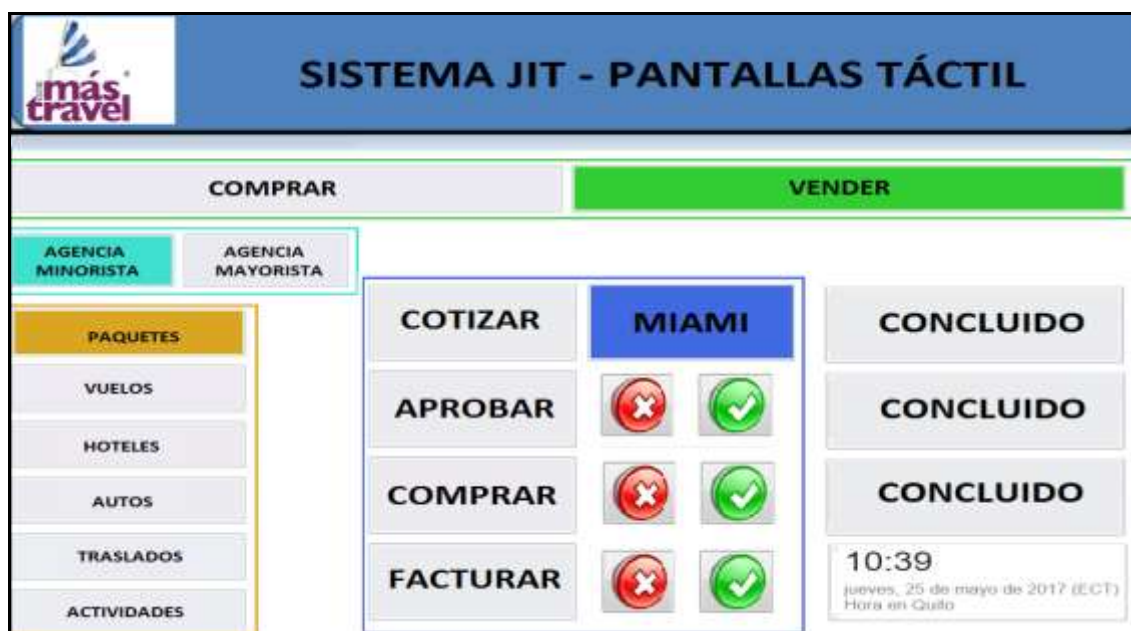 más
travel
SISTEMA JIT - PANTALLAS TÁCTIL
COMPRAR
VENDER
AGENCIA
MINORISTA
AGENCIA
MAYORISTA
PAQUETES
VUELOS
HOTELES
AUTOS
TRASLADOS
ACTIVIDADES
COTIZAR
MIAMI
CONCLUIDO
APROBAR
CONCLUIDO
COMPRAR
CONCLUIDO
FACTURAR
10:39
jueves, 25 de mayo de 2017 (ECT)
Hora en Quito